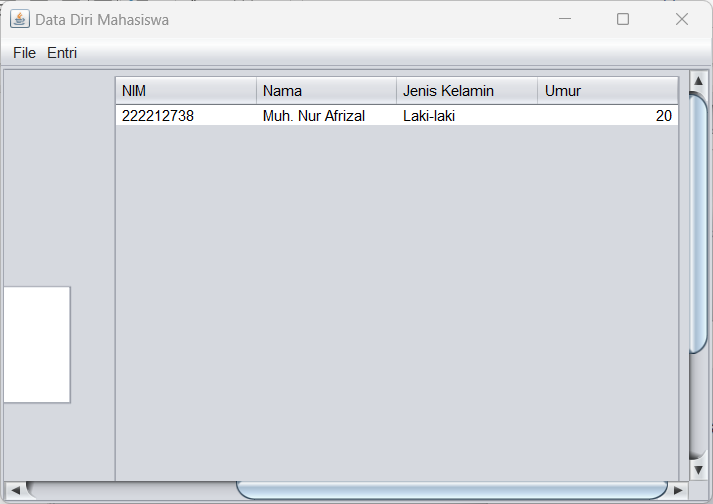 Data Diri Mahasiswa
File Entri
NIM Nama Jenis Kelamin Umur
222212738 Muh. Nur Afrizal Laki-laki 20